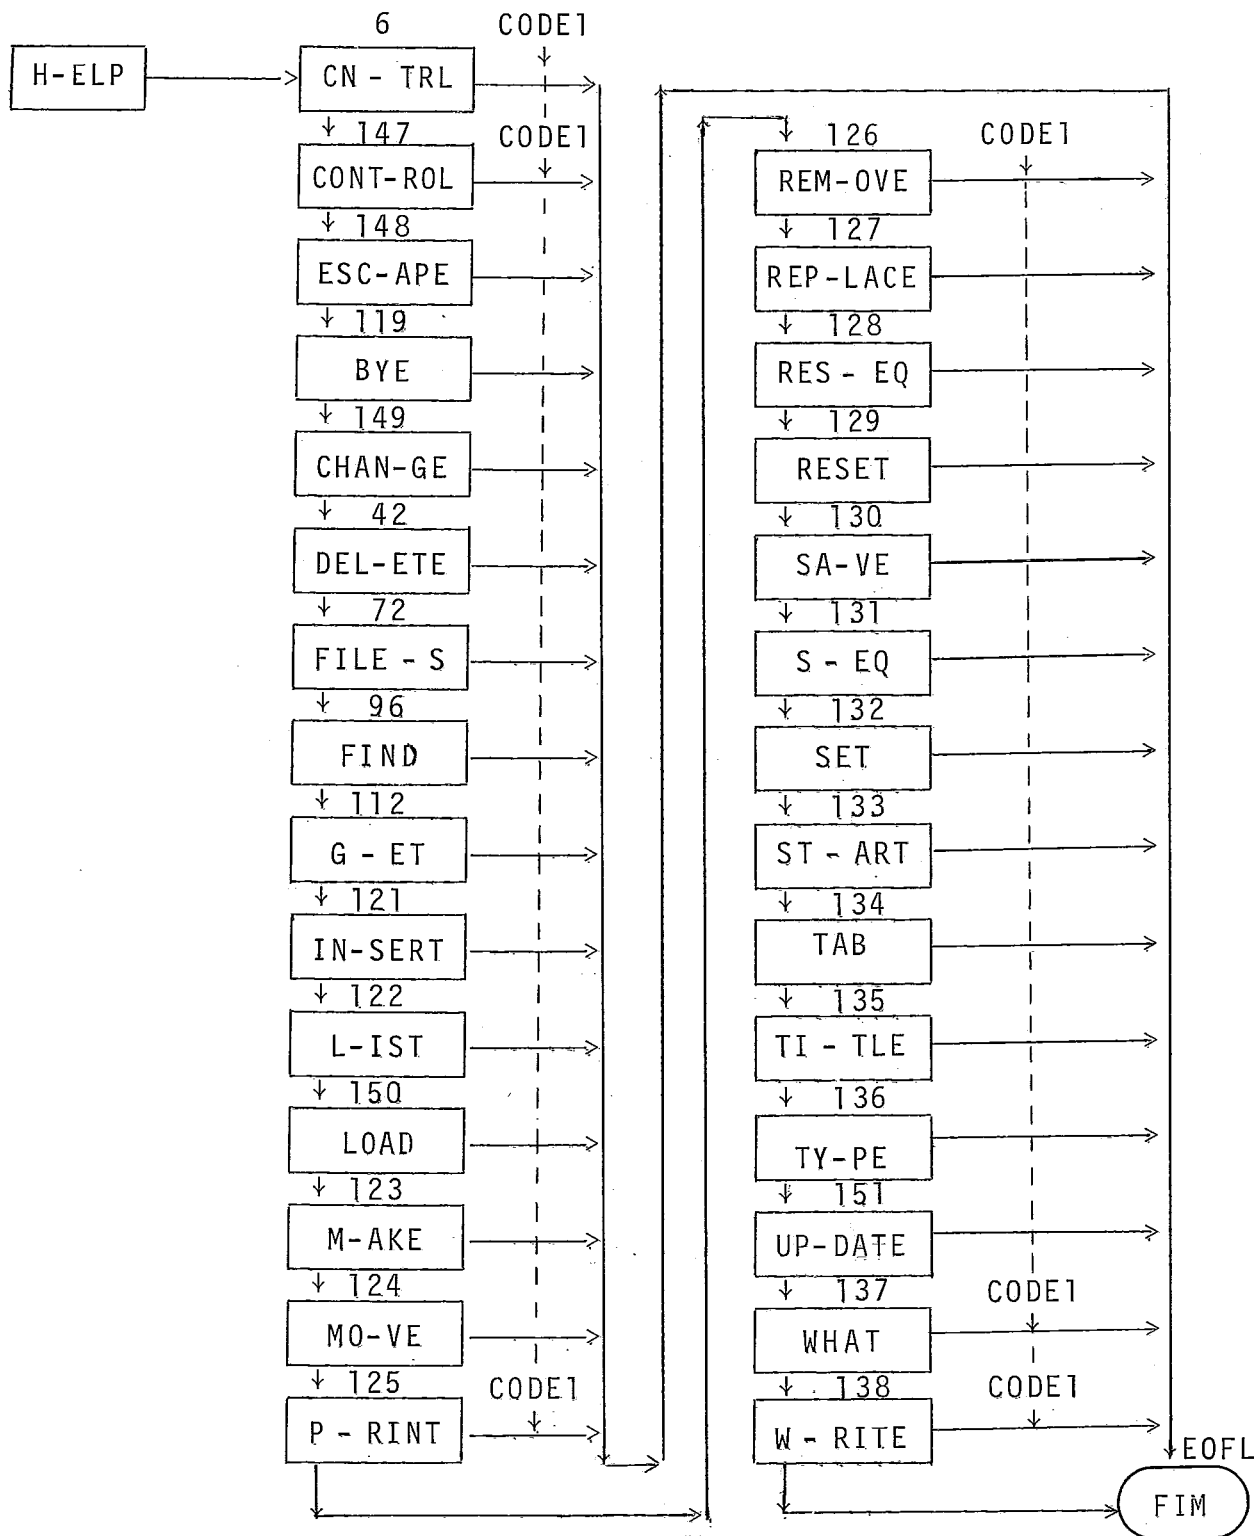 6
CODE1
H-ELP
CN - TRL
147
CODE1
CONT-ROL
148
ESC-APE
119
BYE
149
CHAN-GE
42
DEL-ETE
72
FILE - S
96
FIND
112
G - ET
121
IN-SERT
122
L-IST
150
LOAD
123
M-AKE
124
MO-VE
125
CODE1
P - RINT
126
CODE1
REM-OVE
127
REP-LACE
128
RES - EQ
129
RESET
130
SA-VE
131
S - EQ
132
SET
133
ST - ART
134
TAB
135
TI - TLE
136
TY-PE
151
UP-DATE
137
CODE1
WHAT
138
CODE1
W - RITE
EOFL
FIM